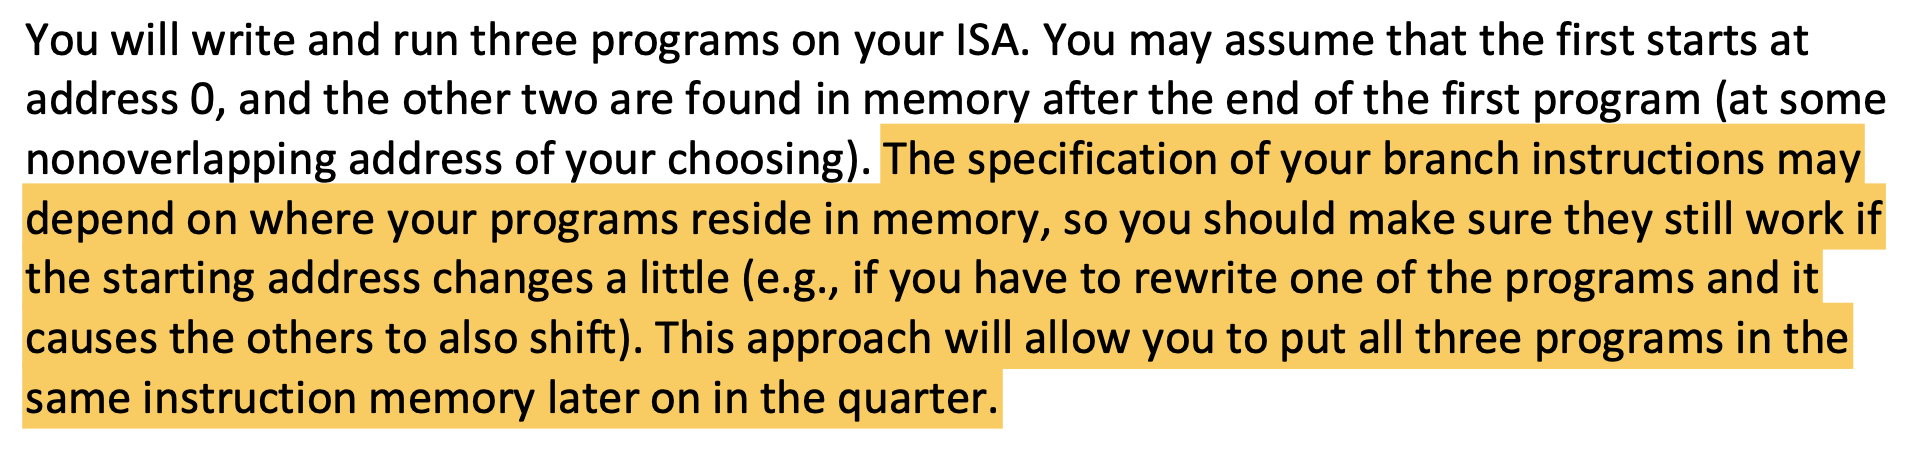 You will write and run three programs on your ISA. You may assume that the first starts at
address 0, and the other two are found in memory after the end of the first program (at some
nonoverlapping address of your choosing). The specification of your branch instructions may
depend on where your programs reside in memory, so you should make sure they still work if
the starting address changes a little (e.g., if you have to rewrite one of the programs and it
causes the others to also shift). This approach will allow you to put all three programs in the
same instruction memory later on in the quarter.